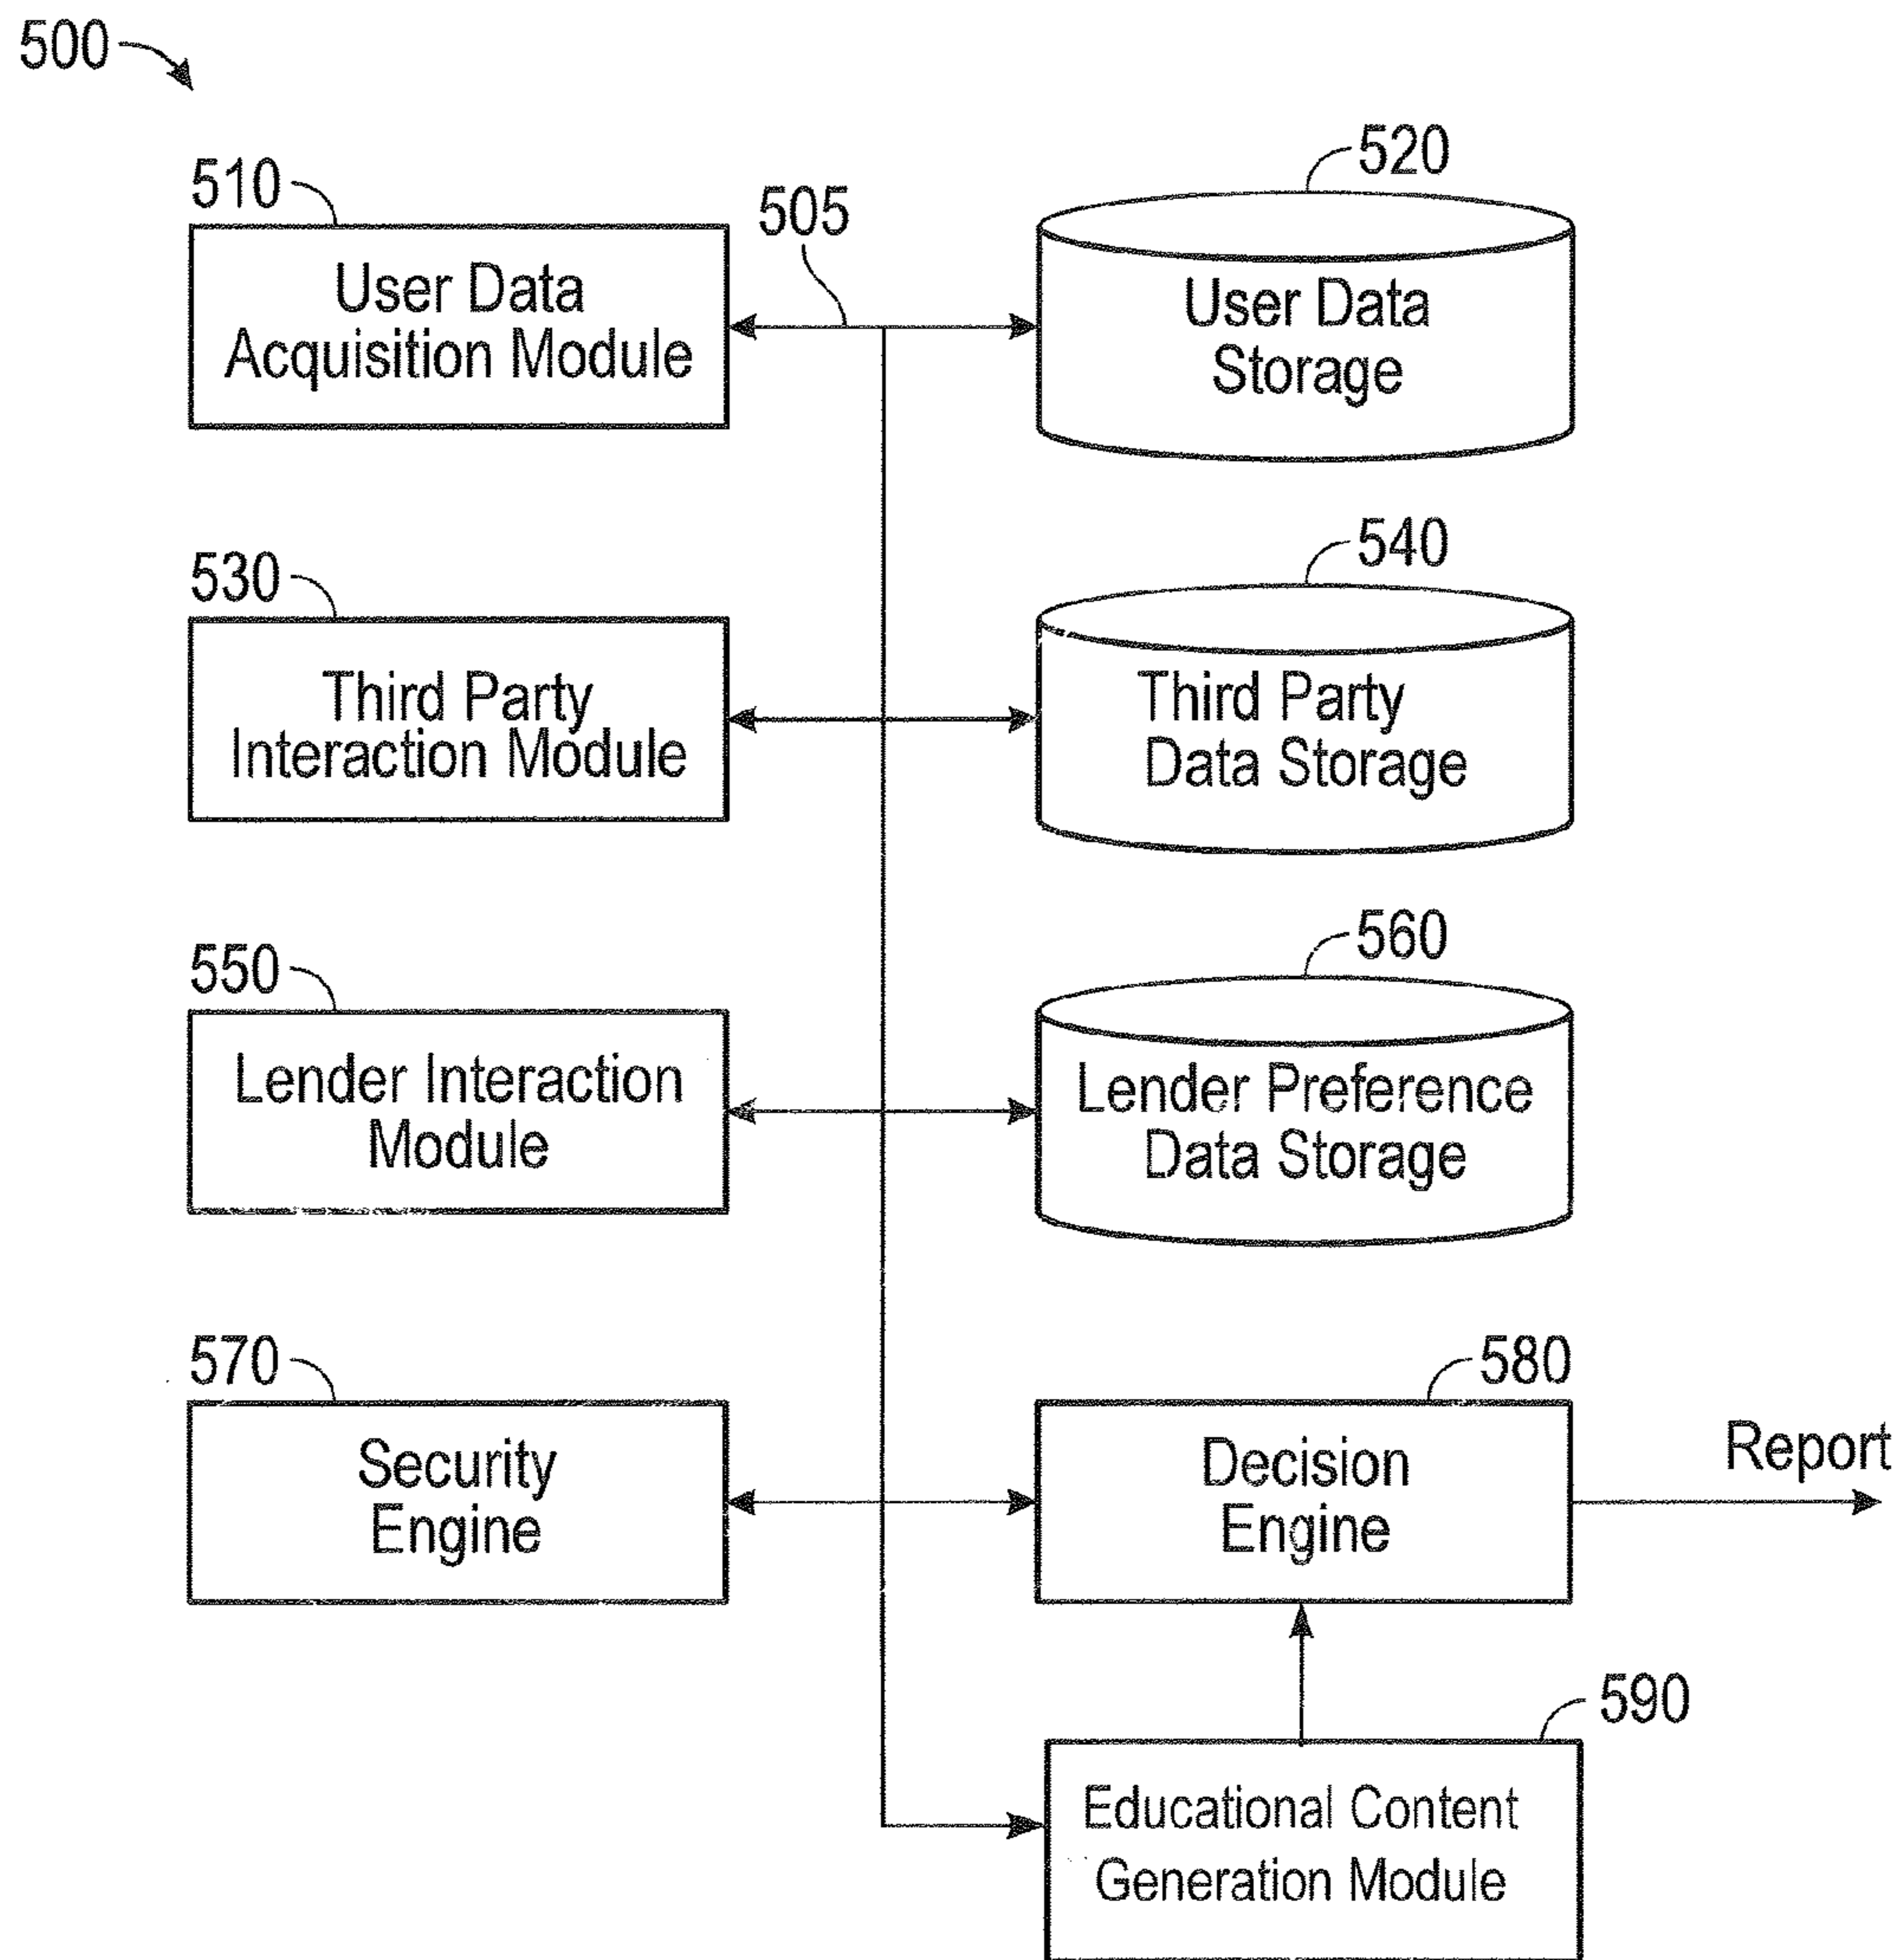 500
510
505
520
User Data
Acquisition Module
User Data
Storage
530
540
Third Party
Interaction Module
Third Party
Data Storage
550
560
Lender Interaction
Module
Lender Preference
Data Storage
570
580
Security
Engine
Decision
Engine
Report
590
Educational Content
Generation Module